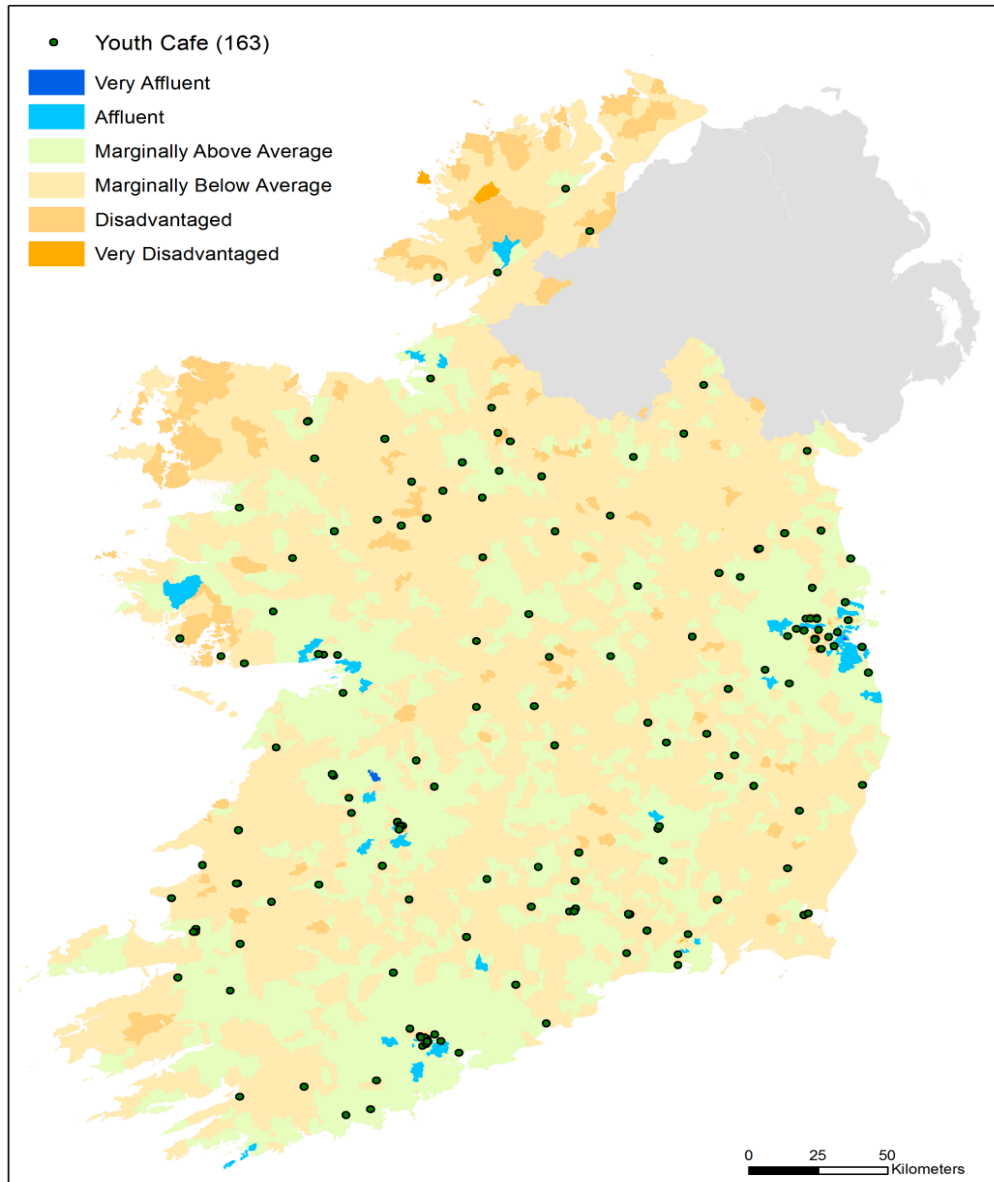 Youth Cafe (163)
Very Affluent
Affluent
Marginally Above Average
Marginally Below Average
Disadvantaged
Very Disadvantaged
0 25 50
Kilometers